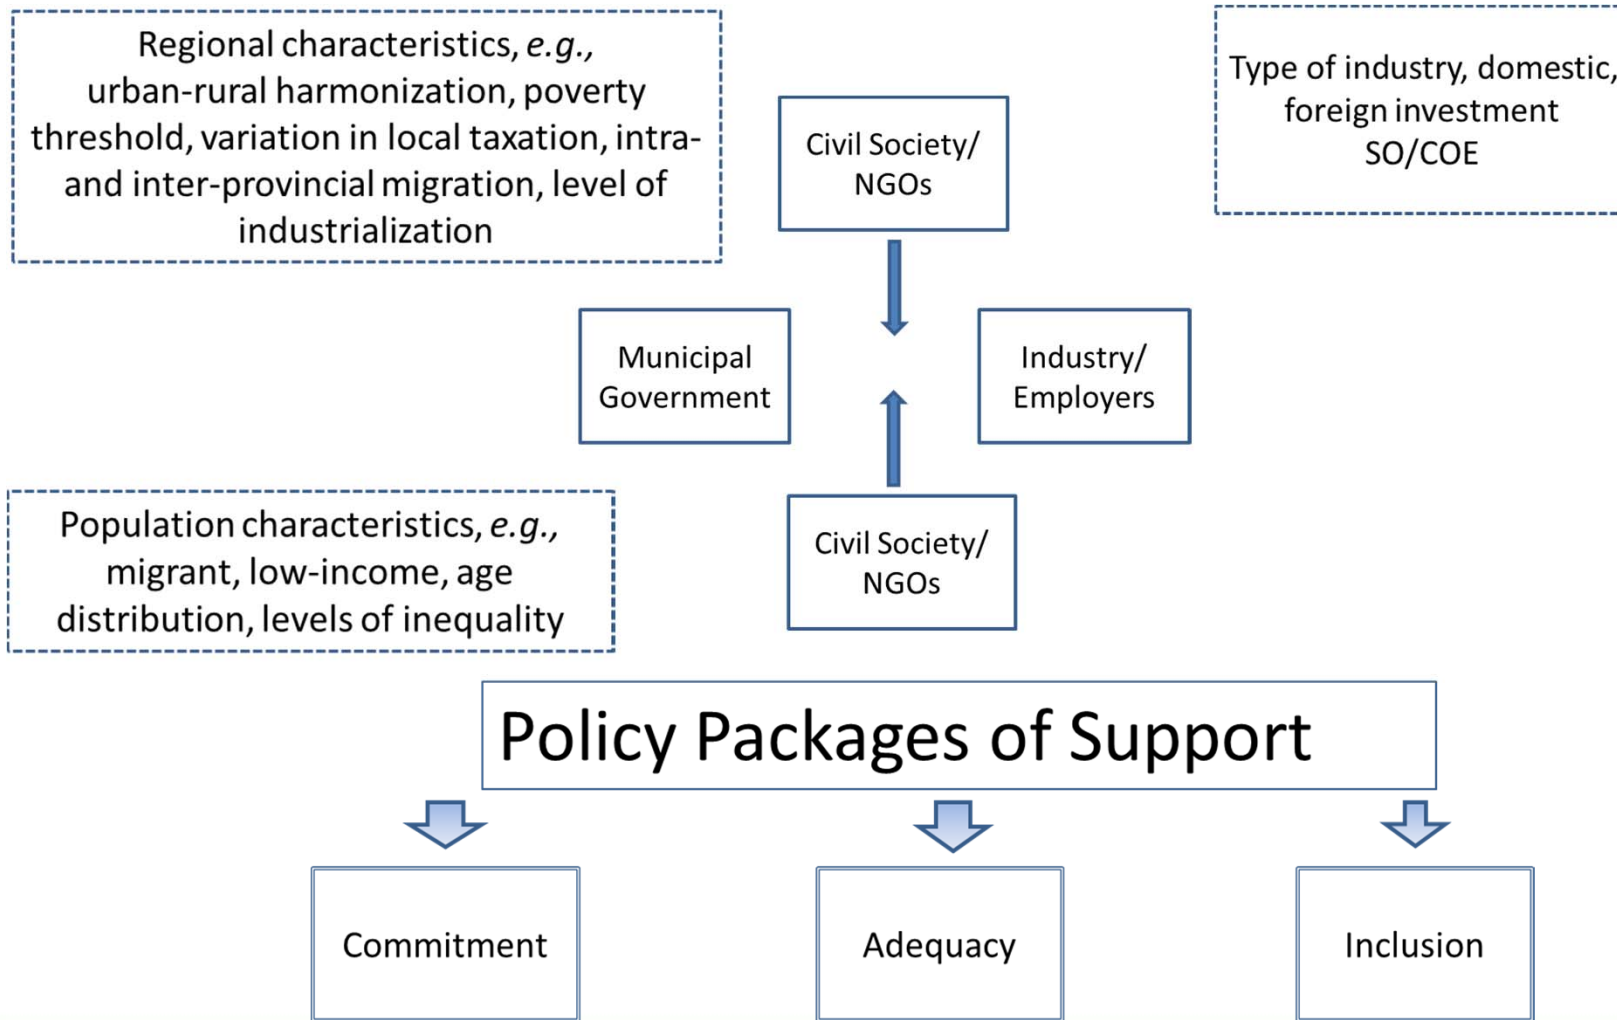 Regional characteristics, e.g.,
urban-rural harmonization, poverty
threshold, variation in local taxation, intra-
and inter-provincial migration, level of
industrialization
Type of industry, domestic,
foreign investment
SO/COE
Civil Society/
NGOs
Municipal
Government
Industry/
Employers
Population characteristics, e.g.,
migrant, low-income, age
distribution, levels of inequality
Civil Society/
NGOs
Policy Packages of Support
Commitment
Adequacy
Inclusion